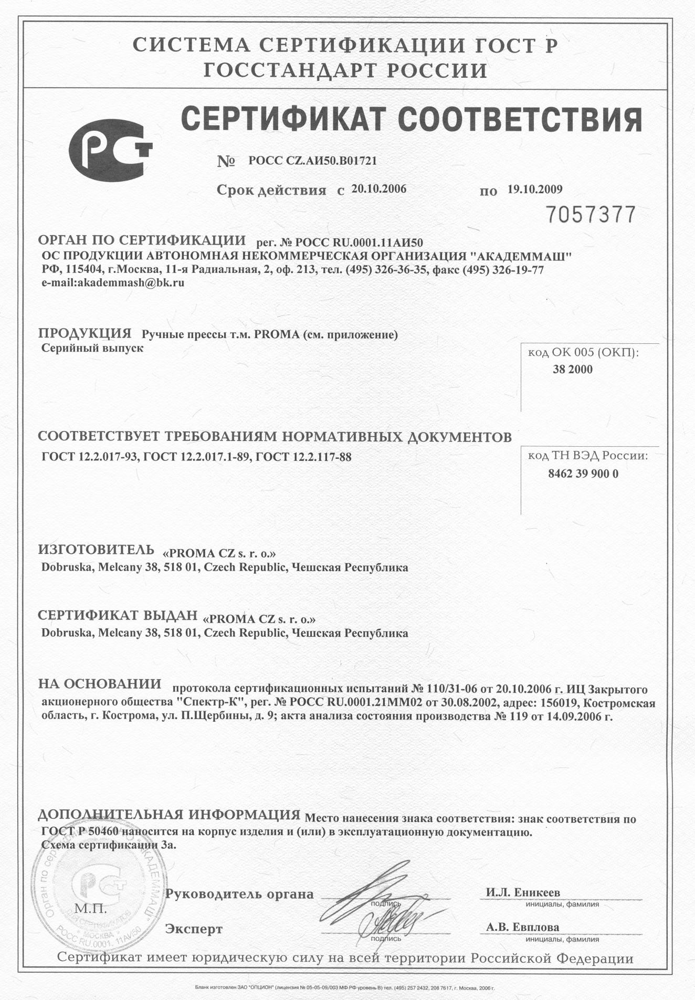 СИСТЕМА СЕРТИФИКАЦИИ ГОСТ Р
ГОССТАНДАРТ РОССИИ
СЕРТИФИКАТ СООТВЕТСТВИЯ
№ РОСС CZ.АИ50.В01721
Срок действия с 20.10.2006 по 19.10.2009
7057377
ОРГАН ПО СЕРТИФИКАЦИИ рег. № РОСС RU.0001.11АИ50
ОС ПРОДУКЦИИ АВТОНОМНАЯ НЕКОММЕРЧЕСКАЯ ОРГАНИЗАЦИЯ "АКАДЕММАШ"
РФ, 115404, г.Москва, 11-я Радиальная, 2, оф. 213, тел. (495) 326-36-35, факс (495) 326-19-77
e-mail:akademmash@bk.ru
ПРОДУКЦИЯ Ручные прессы т.м. PROMA (см. приложение)
Серийный выпуск
код ОК 005 (ОКП):
38 2000
СООТВЕТСТВУЕТ ТРЕБОВАНИЯМ НОРМАТИВНЫХ ДОКУМЕНТОВ
ГОСТ 12.2.017-93, ГОСТ 12.2.017.1-89, ГОСТ 12.2.117-88
код ТН ВЭД России:
8462 39 900 0
ИЗГОТОВИТЕЛЬ «PROMA CZ s. r. o.»
Dobruska, Melcany 38, 518 01, Czech Republic, Чешская Республика
СЕРТИФИКАТ ВЫДАН «PROMA CZ s. r. o.»
Dobruska, Melcany 38, 518 01, Czech Republic, Чешская Республика
НА ОСНОВАНИИ протокола сертификационных испытаний № 110/31-06 от 20.10.2006 г. ИЦ Закрытого
акционерного общества "Спектр-К", рег. № РОСС RU.0001.21ММ02 от 30.08.2002, адрес: 156019, Костромская
область, г. Кострома, ул. П.Щербины, д. 9; акта анализа состояния производства № 119 от 14.09.2006 г.
ДОПОЛНИТЕЛЬНАЯ ИНФОРМАЦИЯ Место нанесения знака соответствия: знак соответствия по
ГОСТ Р 50460 наносится на корпус изделия и (или) в эксплуатационную документацию.
Схема сертификации 3а.
Орган по сертификации "АКАДЕММАШ"
ДЛЯ СЕРТИФИКАТОВ
* МОСКВА *
РОСС RU.0001.11АИ50
М.П.
Руководитель органа
подпись
И.Л. Еникеев
инициалы, фамилия
Эксперт
подпись
А.В. Евплова
инициалы, фамилия
Сертификат имеет юридическую силу на всей территории Российской Федерации
Бланк изготовлен ЗАО "ОПЦИОН" (лицензия № 05-05-09/003 МФ РФ уровень В) тел. (495) 257 2432, 208 7617, г. Москва, 2006 г.